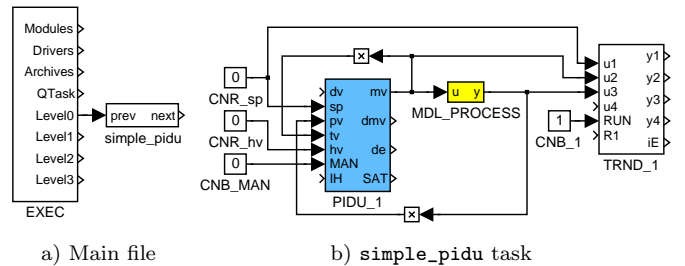 Modules
Drivers
Archives
QTask
Level0
Level1
Level2
Level3
EXEC
prev next
simple_pidu
a) Main file
0
CNR_sp
0
CNR_hv
0
CNB_MAN
dv mv
sp
pv dmv
tv
hv de
MAN
IH SAT
PIDU_1
×
×
u y
MDL_PROCESS
1
CNB_1
u1 y1
u2 y2
u3 y3
u4 y4
RUN
R1 iE
TRND_1
b) simple_pidu task